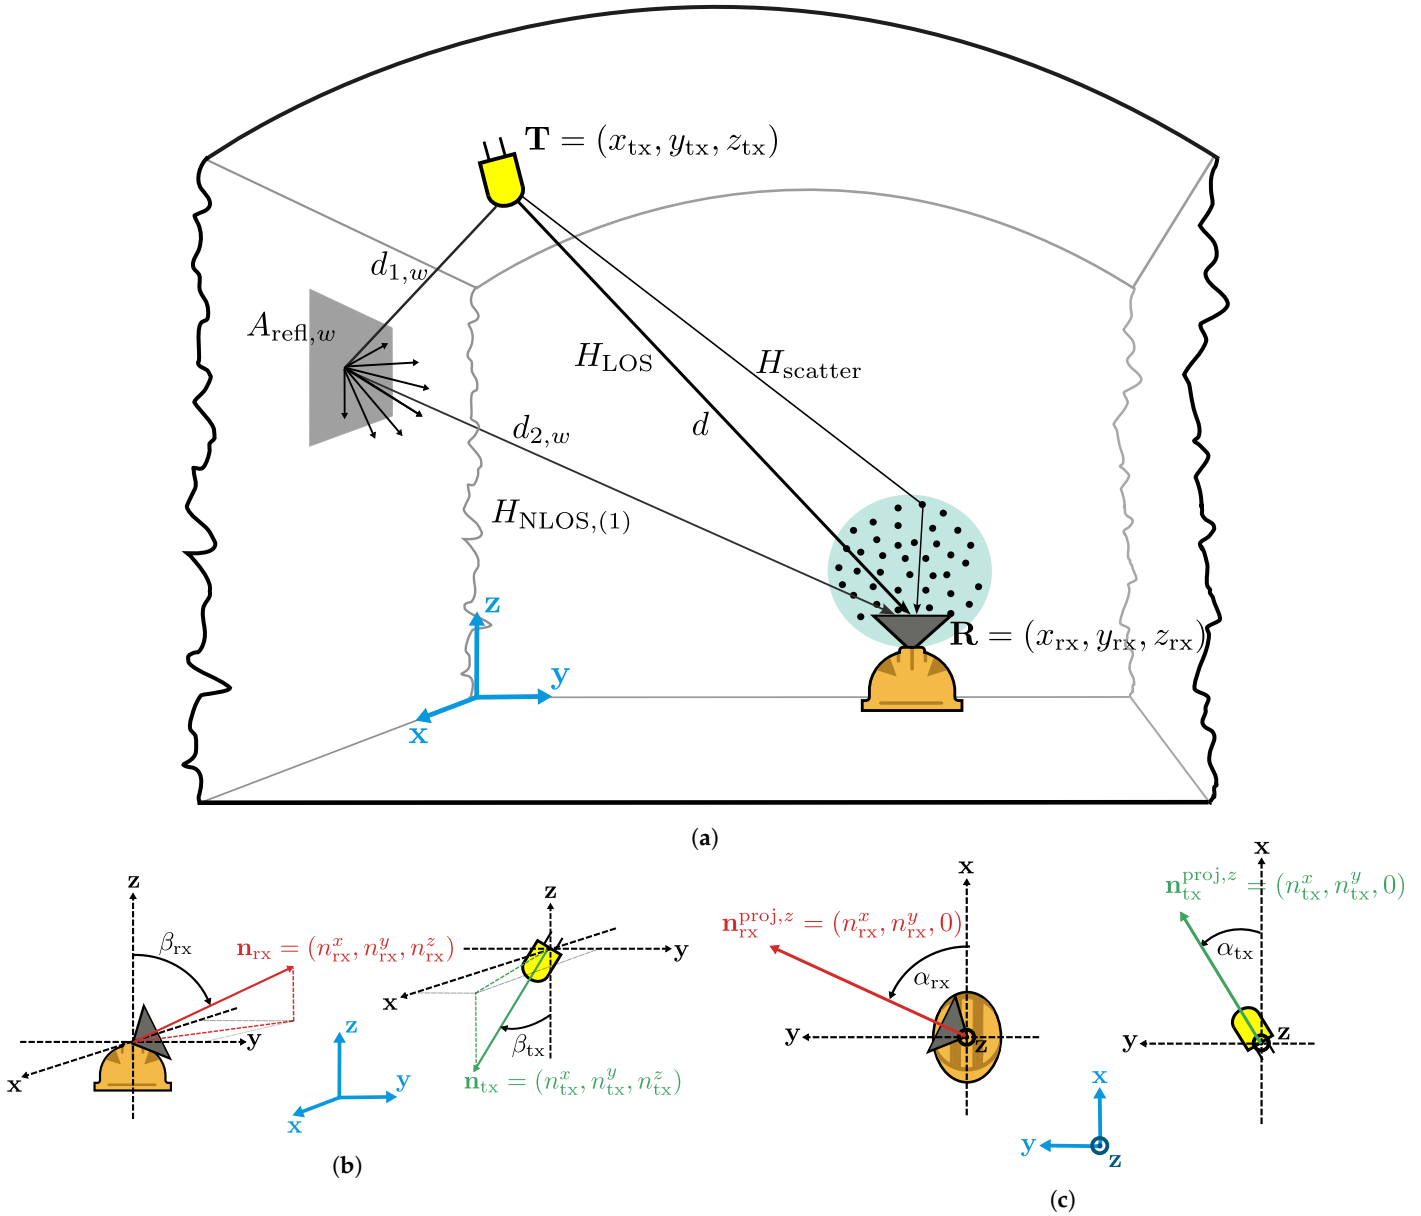 T = (x_tx, y_tx, z_tx)
d_1,w
A_refl,w
H_LOS
H_scatter
d_2,w
d
H_NLOS,(1)
z
y
x
R = (x_rx, y_rx, z_rx)
(a)
z
β_rx
n_rx = (n_rx^x, n_rx^y, n_rx^z)
y
x
z
y
x
β_tx
n_tx = (n_tx^x, n_tx^y, n_tx^z)
z
y
x
(b)
x
n_rx^proj,z = (n_rx^x, n_rx^y, 0)
α_rx
y
z
x
n_tx^proj,z = (n_tx^x, n_tx^y, 0)
α_tx
y
z
x
y
z
(c)